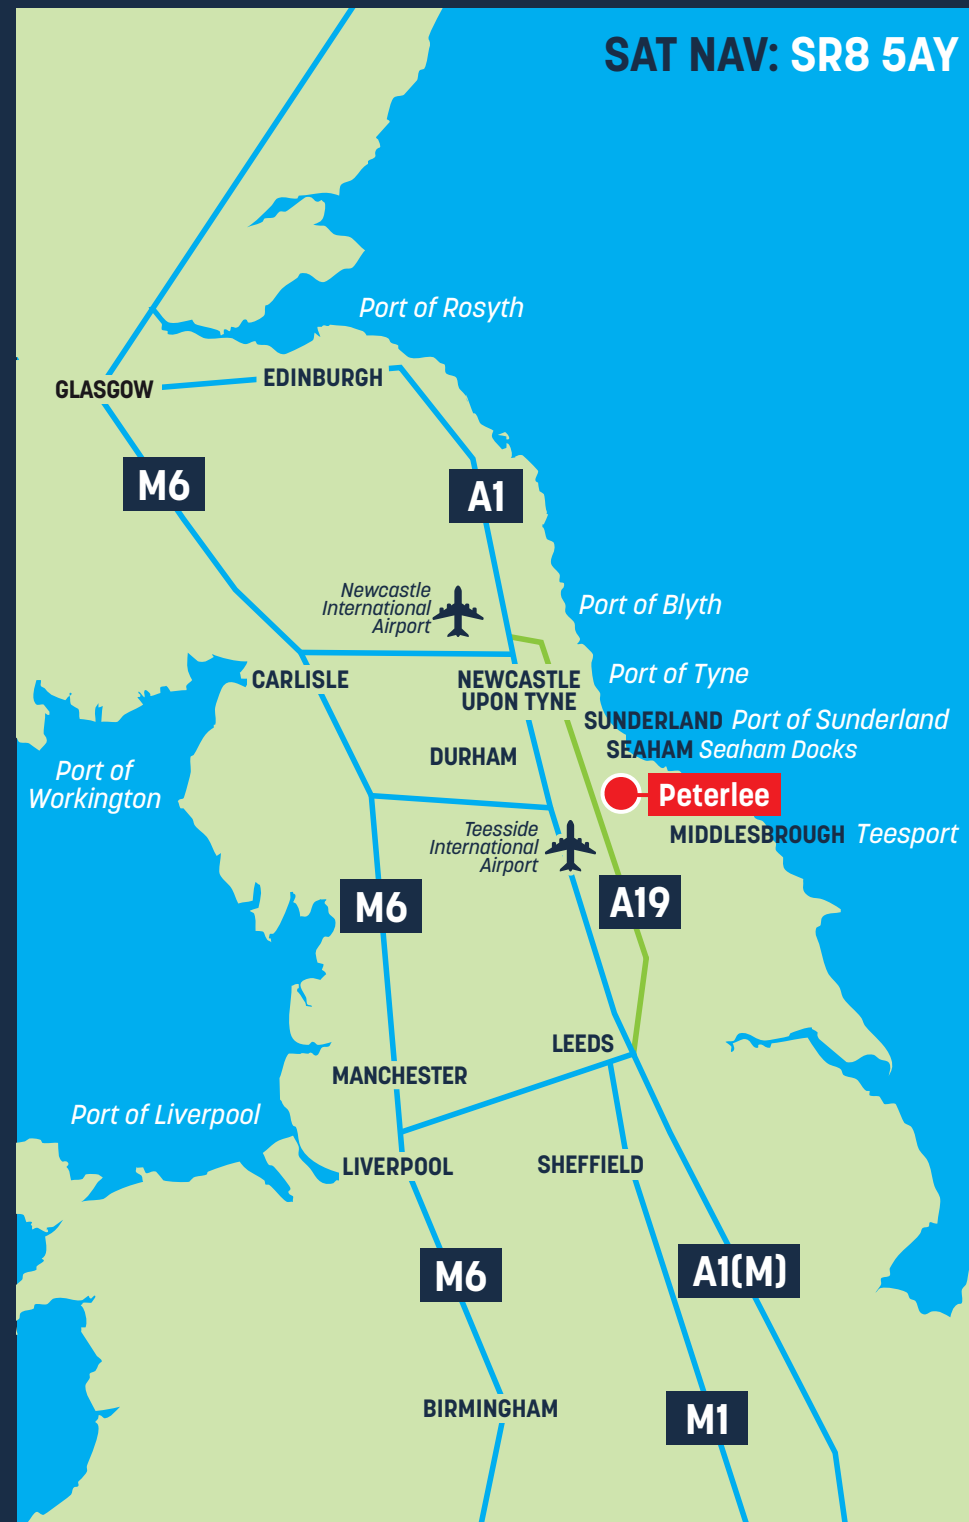 SAT NAV: SR8 5AY
Port of Rosyth
GLASGOW
EDINBURGH
M6
A1
Newcastle
International
Airport
Port of Blyth
CARLISLE
NEWCASTLE
UPON TYNE
Port of Tyne
SUNDERLAND Port of Sunderland
SEAHAM Seaham Docks
DURHAM
Port of
Workington
Peterlee
Teesside
International
Airport
MIDDLESBROUGH Teesport
M6
A19
LEEDS
MANCHESTER
Port of Liverpool
LIVERPOOL
SHEFFIELD
M6
A1(M)
BIRMINGHAM
M1